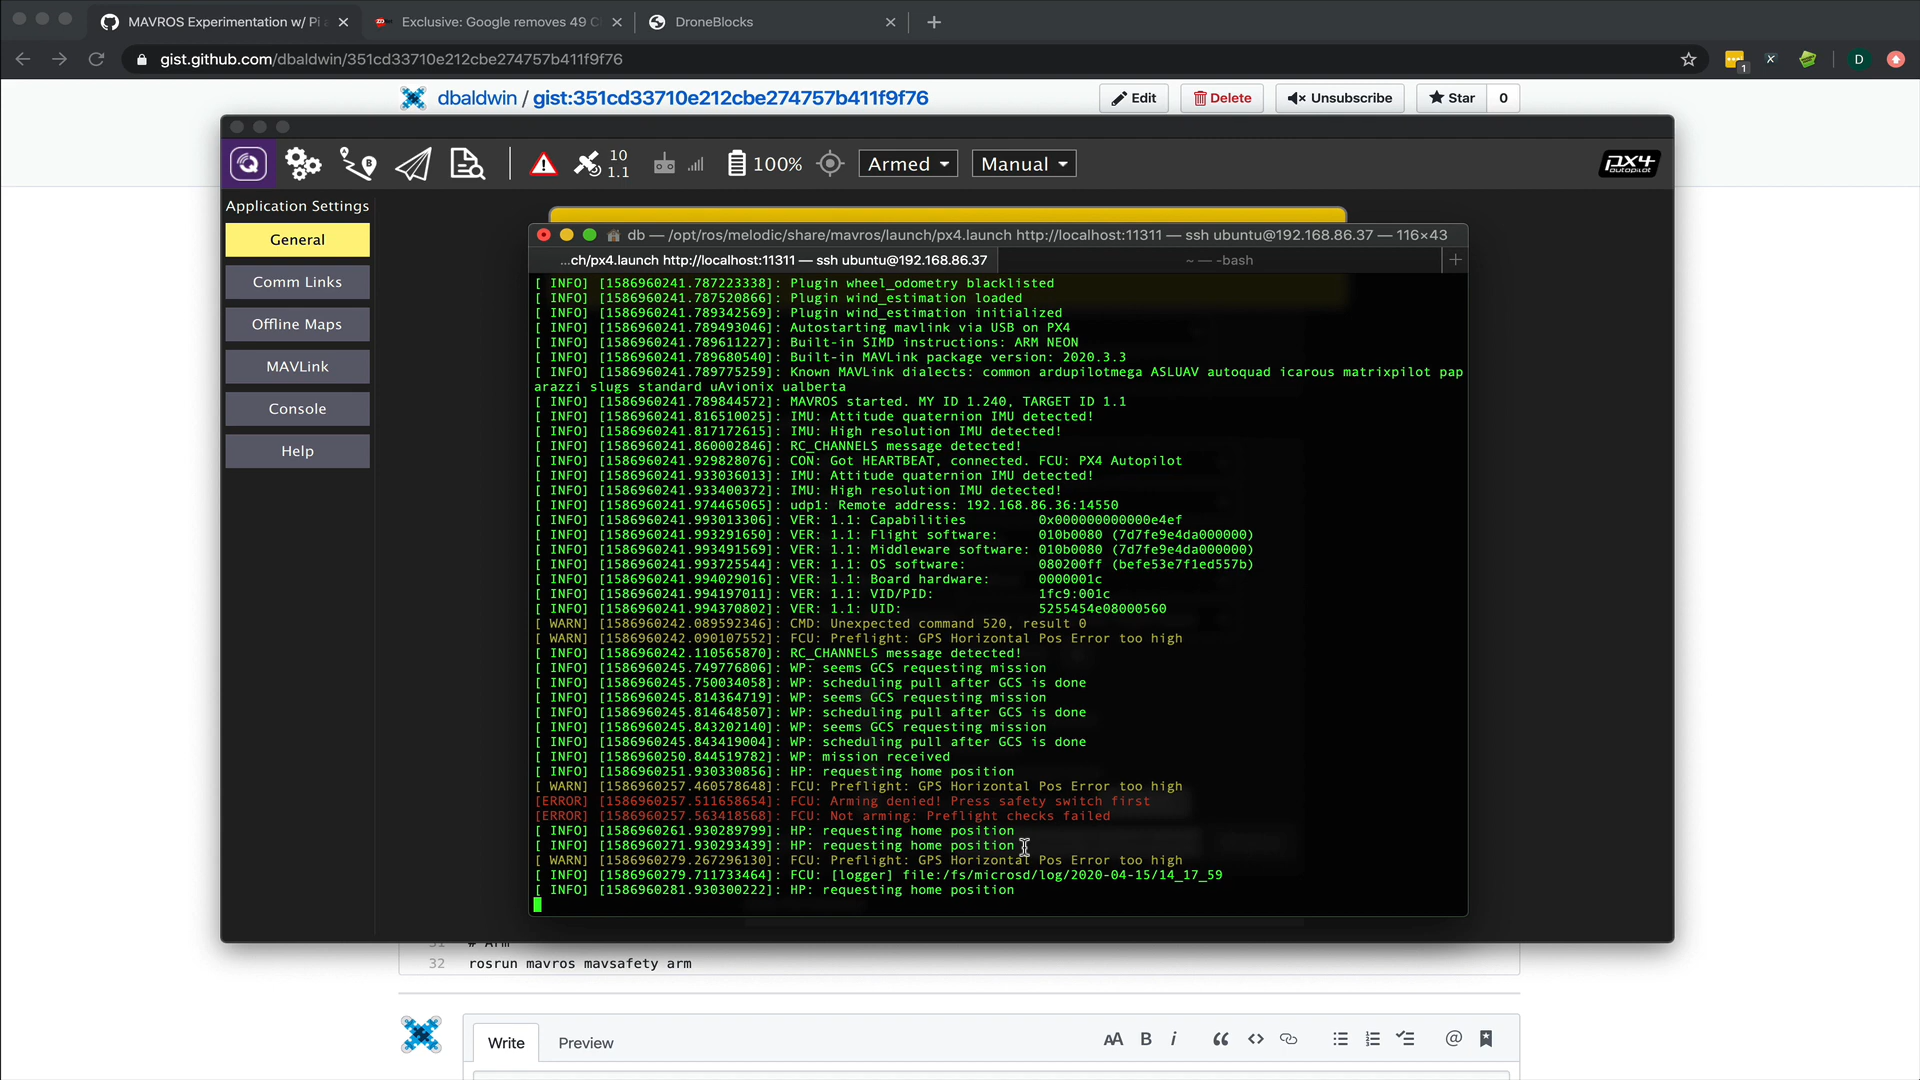 MAVROS Experimentation w/ Pi
Exclusive: Google removes 49 C
DroneBlocks
gist.github.com/dbaldwin/351cd33710e212cbe274757b411f9f76
1
X
D
dbaldwin / gist:351cd33710e212cbe274757b411f9f76
Edit
Delete
Unsubscribe
Star
0
B
10
1.1
100%
Armed
Manual
PX4
autopilot
Application Settings
General
Comm Links
Offline Maps
MAVLink
Console
Help
db — /opt/ros/melodic/share/mavros/launch/px4.launch http://localhost:11311 — ssh ubuntu@192.168.86.37 — 116×43
...ch/px4.launch http://localhost:11311 — ssh ubuntu@192.168.86.37
~ — -bash
[ INFO] [1586960241.787223338]: Plugin wheel_odometry blacklisted
[ INFO] [1586960241.787520866]: Plugin wind_estimation loaded
[ INFO] [1586960241.789342569]: Plugin wind_estimation initialized
[ INFO] [1586960241.789493046]: Autostarting mavlink via USB on PX4
[ INFO] [1586960241.789611227]: Built-in SIMD instructions: ARM NEON
[ INFO] [1586960241.789680540]: Built-in MAVLink package version: 2020.3.3
[ INFO] [1586960241.789775259]: Known MAVLink dialects: common ardupilotmega ASLUAV autoquad icarous matrixpilot pap
arazzi slugs standard uAvionix ualberta
[ INFO] [1586960241.789844572]: MAVROS started. MY ID 1.240, TARGET ID 1.1
[ INFO] [1586960241.816510025]: IMU: Attitude quaternion IMU detected!
[ INFO] [1586960241.817172615]: IMU: High resolution IMU detected!
[ INFO] [1586960241.860002846]: RC_CHANNELS message detected!
[ INFO] [1586960241.929828076]: CON: Got HEARTBEAT, connected. FCU: PX4 Autopilot
[ INFO] [1586960241.933036013]: IMU: Attitude quaternion IMU detected!
[ INFO] [1586960241.933400372]: IMU: High resolution IMU detected!
[ INFO] [1586960241.974465065]: udp1: Remote address: 192.168.86.36:14550
[ INFO] [1586960241.993013306]: VER: 1.1: Capabilities 0x000000000000e4ef
[ INFO] [1586960241.993291650]: VER: 1.1: Flight software: 010b0080 (7d7fe9e4da000000)
[ INFO] [1586960241.993491569]: VER: 1.1: Middleware software: 010b0080 (7d7fe9e4da000000)
[ INFO] [1586960241.993725544]: VER: 1.1: OS software: 080200ff (befe53e7f1ed557b)
[ INFO] [1586960241.994029016]: VER: 1.1: Board hardware: 0000001c
[ INFO] [1586960241.994197011]: VER: 1.1: VID/PID: 1fc9:001c
[ INFO] [1586960241.994370802]: VER: 1.1: UID: 5255454e08000560
[ WARN] [1586960242.089592346]: CMD: Unexpected command 520, result 0
[ WARN] [1586960242.090107552]: FCU: Preflight: GPS Horizontal Pos Error too high
[ INFO] [1586960242.110565870]: RC_CHANNELS message detected!
[ INFO] [1586960245.749776806]: WP: seems GCS requesting mission
[ INFO] [1586960245.750034058]: WP: scheduling pull after GCS is done
[ INFO] [1586960245.814364719]: WP: seems GCS requesting mission
[ INFO] [1586960245.814648507]: WP: scheduling pull after GCS is done
[ INFO] [1586960245.843202140]: WP: seems GCS requesting mission
[ INFO] [1586960245.843419004]: WP: scheduling pull after GCS is done
[ INFO] [1586960250.844519782]: WP: mission received
[ INFO] [1586960251.930330856]: HP: requesting home position
[ WARN] [1586960257.460578648]: FCU: Preflight: GPS Horizontal Pos Error too high
[ERROR] [1586960257.511658654]: FCU: Arming denied! Press safety switch first
[ERROR] [1586960257.563418568]: FCU: Not arming: Preflight checks failed
[ INFO] [1586960261.930289799]: HP: requesting home position
[ INFO] [1586960271.930293439]: HP: requesting home position
[ WARN] [1586960279.267296130]: FCU: Preflight: GPS Horizontal Pos Error too high
[ INFO] [1586960279.711733464]: FCU: [logger] file:/fs/microsd/log/2020-04-15/14_17_59
[ INFO] [1586960281.930300222]: HP: requesting home position
31 # Arm
32 rosrun mavros mavsafety arm
Write
Preview
AA B i